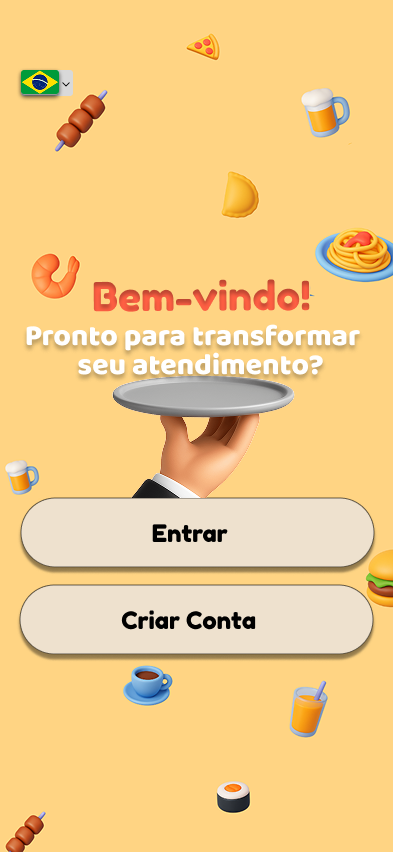 Bem-vindo!
Pronto para transformar
seu atendimento?
Entrar
Criar Conta